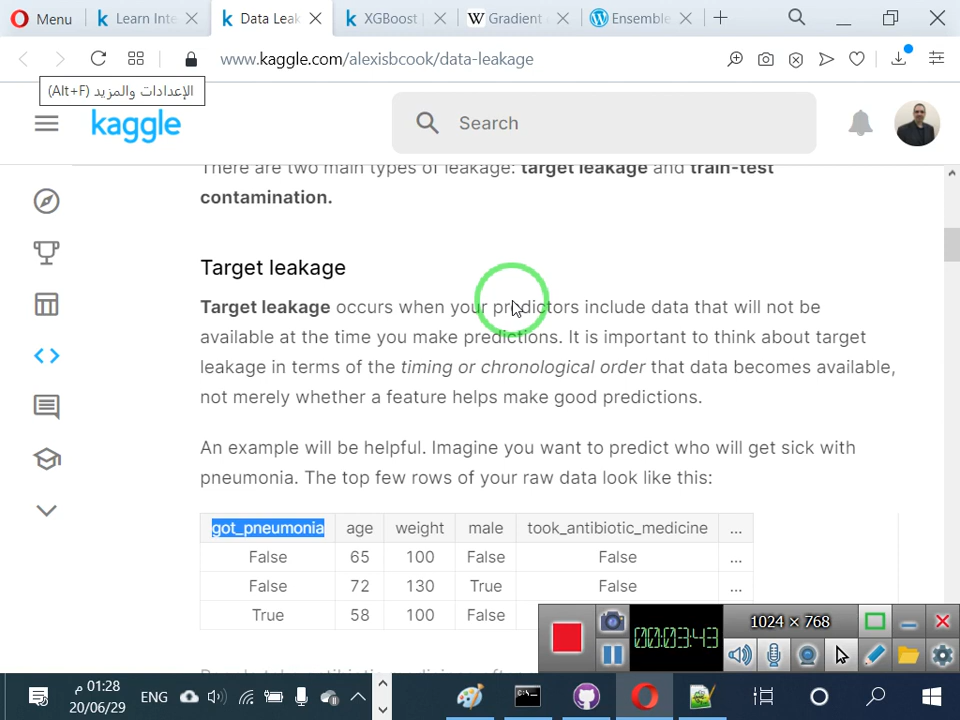 Menu
Learn Inte
Data Leak
XGBoost
Gradient
Ensemble
www.kaggle.com/alexisbcook/data-leakage
الإعدادات والمزيد (Alt+F)
kaggle
Search
There are two main types of leakage: target leakage and train-test
contamination.
Target leakage
Target leakage occurs when your predictors include data that will not be
available at the time you make predictions. It is important to think about target
leakage in terms of the timing or chronological order that data becomes available,
not merely whether a feature helps make good predictions.
An example will be helpful. Imagine you want to predict who will get sick with
pneumonia. The top few rows of your raw data look like this:
got_pneumonia age weight male took_antibiotic_medicine ...
False 65 100 False False ...
False 72 130 True False ...
True 58 100 False
00:03:43
1024 × 768
01:28 م
20/06/29
ENG